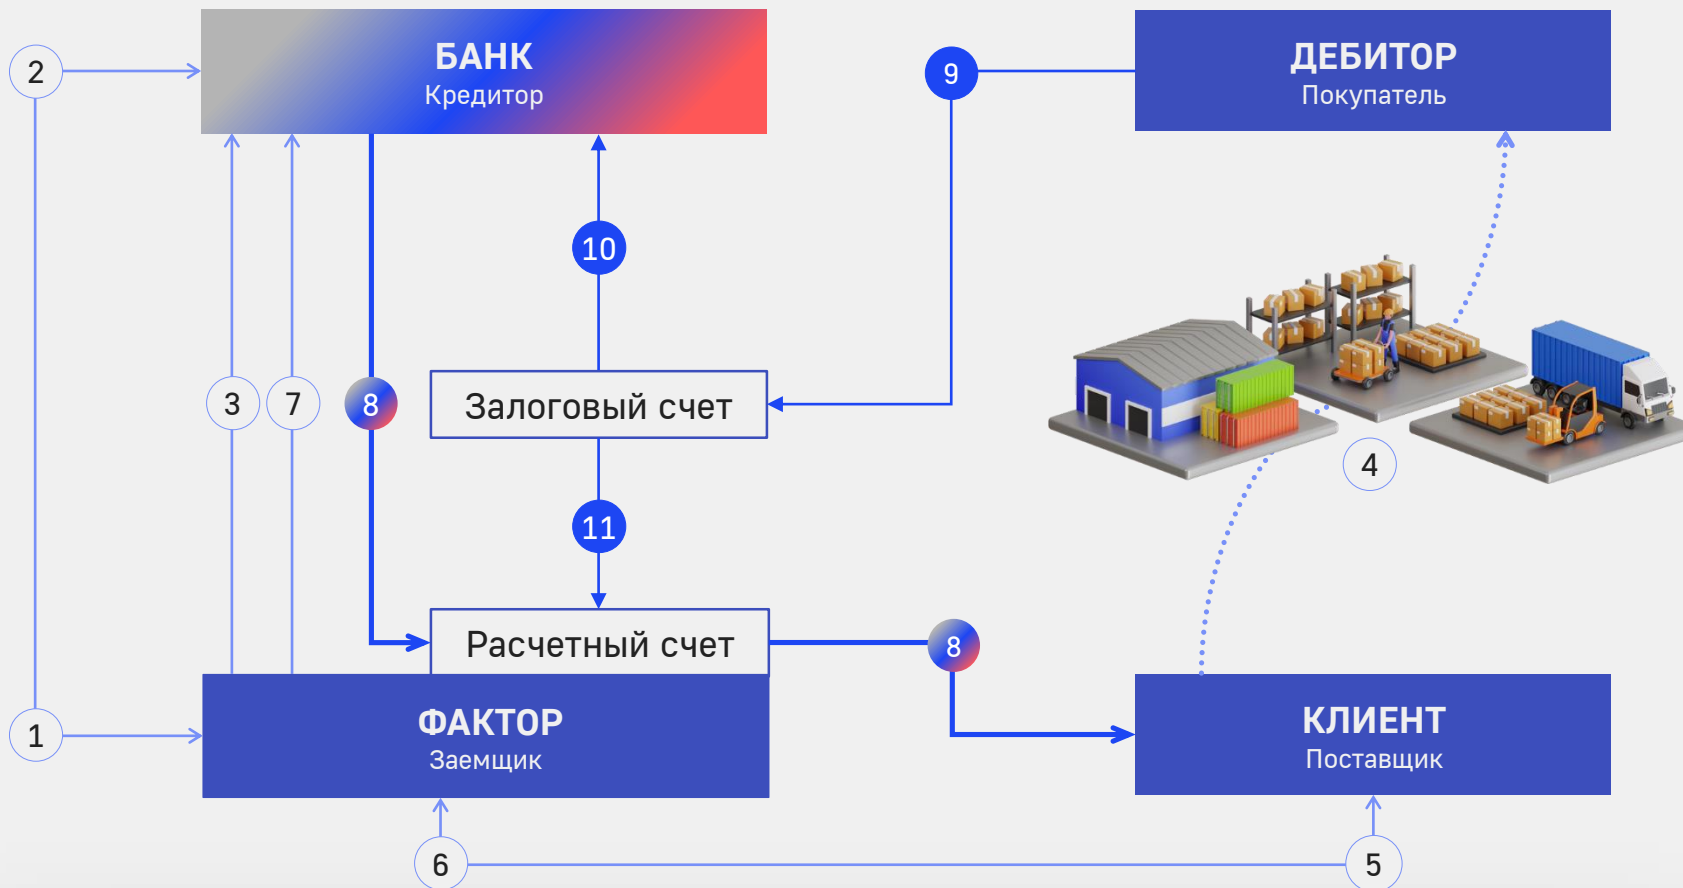 2
БАНК
Кредитор
9
ДЕБИТОР
Покупатель
10
3
7
8
Залоговый счет
4
11
Расчетный счет
8
1
ФАКТОР
Заемщик
КЛИЕНТ
Поставщик
6
5